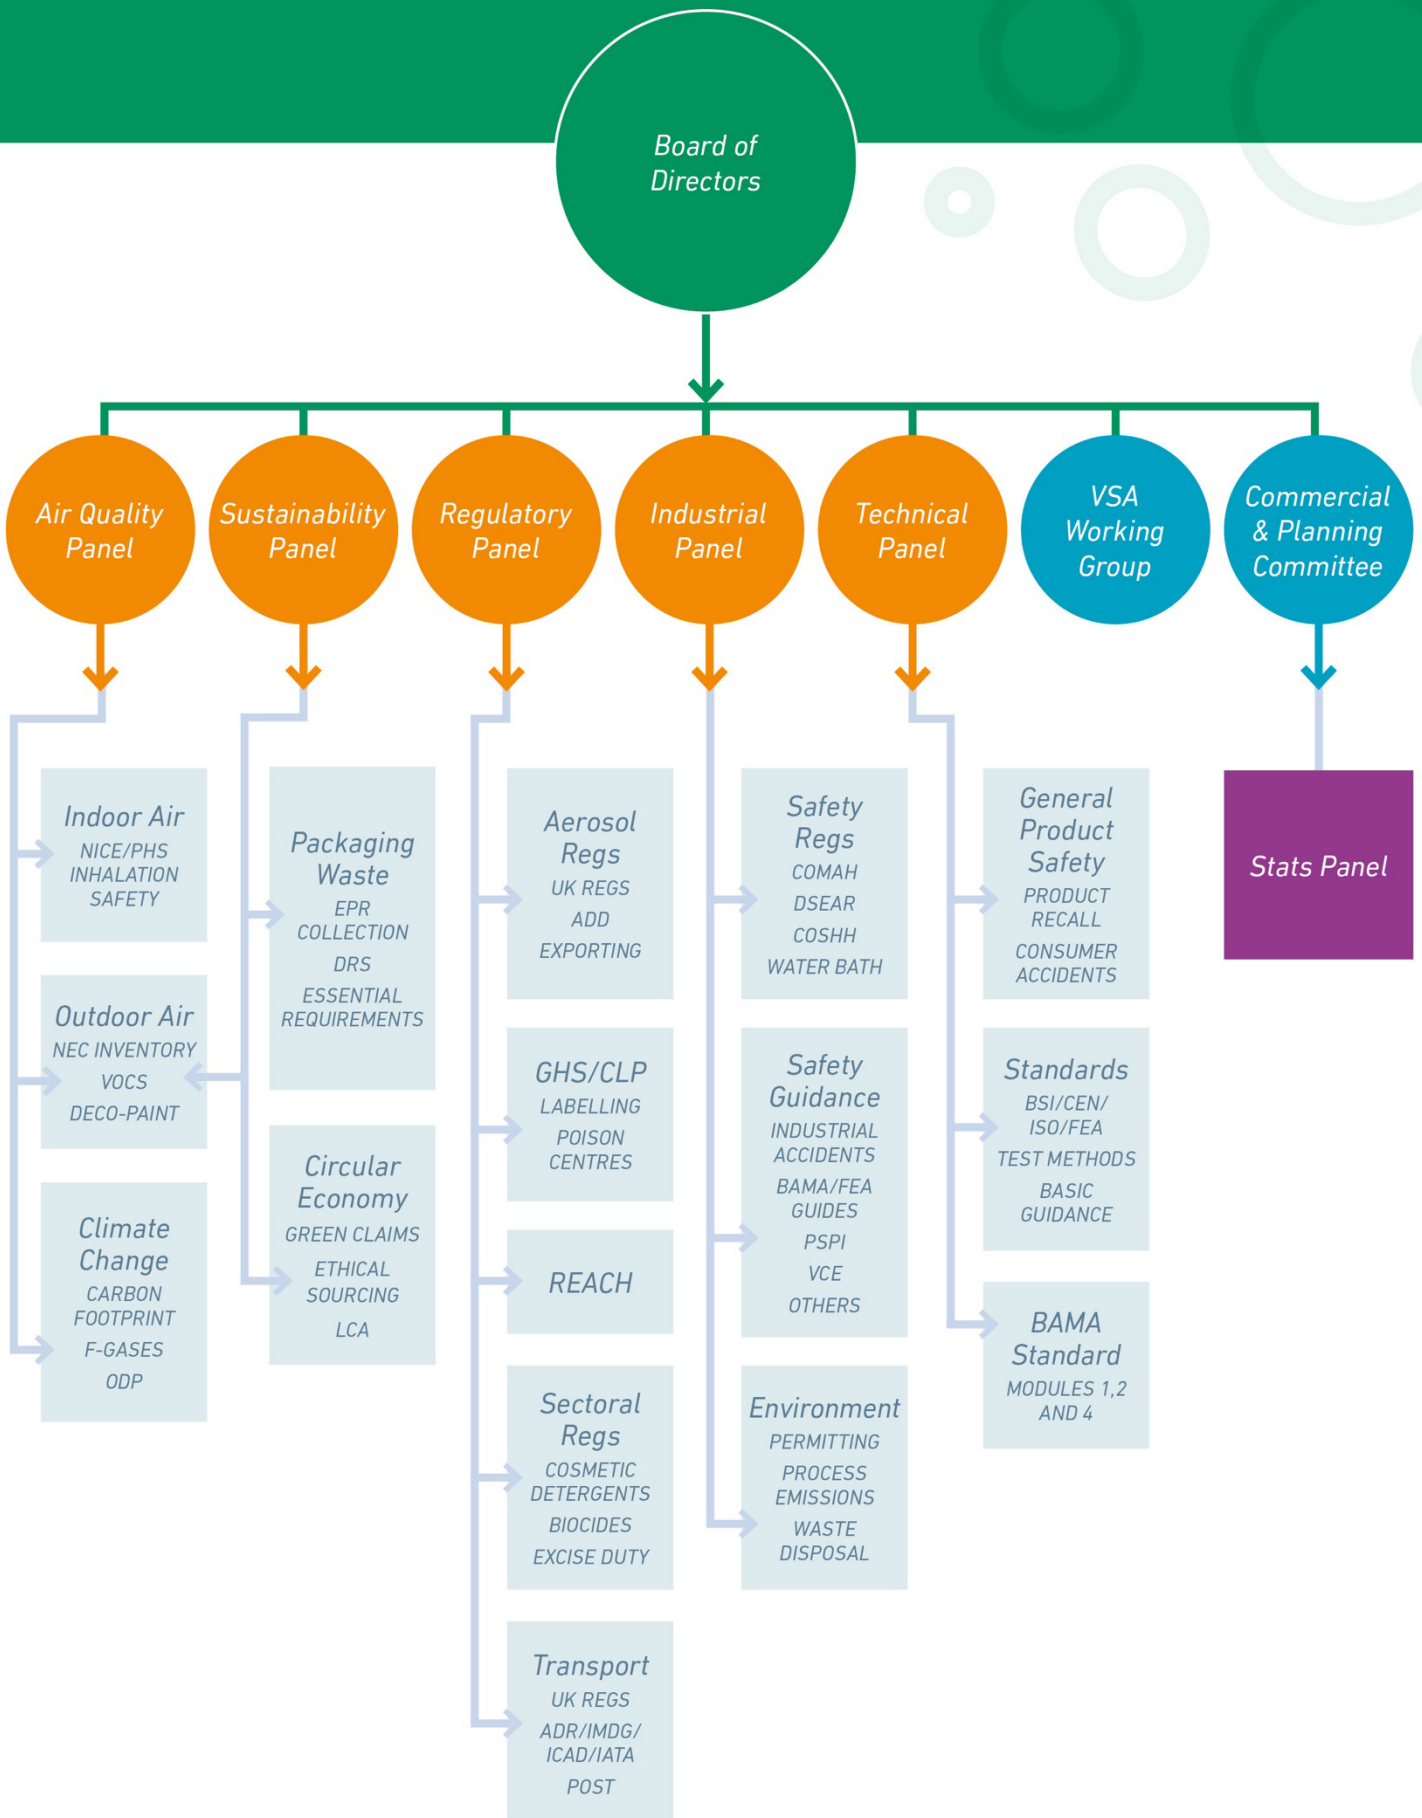 Board of
Directors
Air Quality
Panel
Sustainability
Panel
Regulatory
Panel
Industrial
Panel
Technical
Panel
VSA
Working
Group
Commercial
& Planning
Committee
Indoor Air
NICE/PHS
INHALATION
SAFETY
Outdoor Air
NEC INVENTORY
VOCS
DECO-PAINT
Climate
Change
CARBON
FOOTPRINT
F-GASES
ODP
Packaging
Waste
EPR
COLLECTION
DRS
ESSENTIAL
REQUIREMENTS
Circular
Economy
GREEN CLAIMS
ETHICAL
SOURCING
LCA
Aerosol
Regs
UK REGS
ADD
EXPORTING
GHS/CLP
LABELLING
POISON
CENTRES
REACH
Sectoral
Regs
COSMETIC
DETERGENTS
BIOCIDES
EXCISE DUTY
Transport
UK REGS
ADR/IMDG/
ICAD/IATA
POST
Safety
Regs
COMAH
DSEAR
COSHH
WATER BATH
Safety
Guidance
INDUSTRIAL
ACCIDENTS
BAMA/FEA
GUIDES
PSPI
VCE
OTHERS
Environment
PERMITTING
PROCESS
EMISSIONS
WASTE
DISPOSAL
General
Product
Safety
PRODUCT
RECALL
CONSUMER
ACCIDENTS
Standards
BSI/CEN/
ISO/FEA
TEST METHODS
BASIC
GUIDANCE
BAMA
Standard
MODULES 1,2
AND 4
Stats Panel